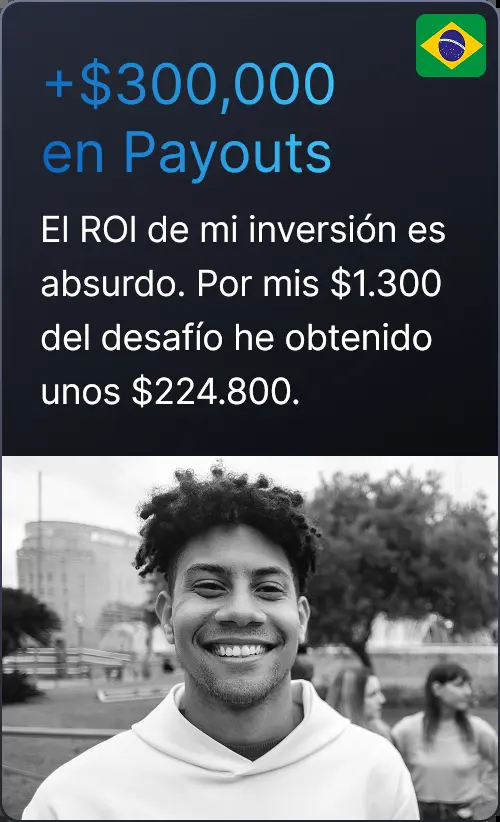 +$300,000
en Payouts
El ROI de mi inversión es
absurdo. Por mis $1.300
del desafío he obtenido
unos $224.800.